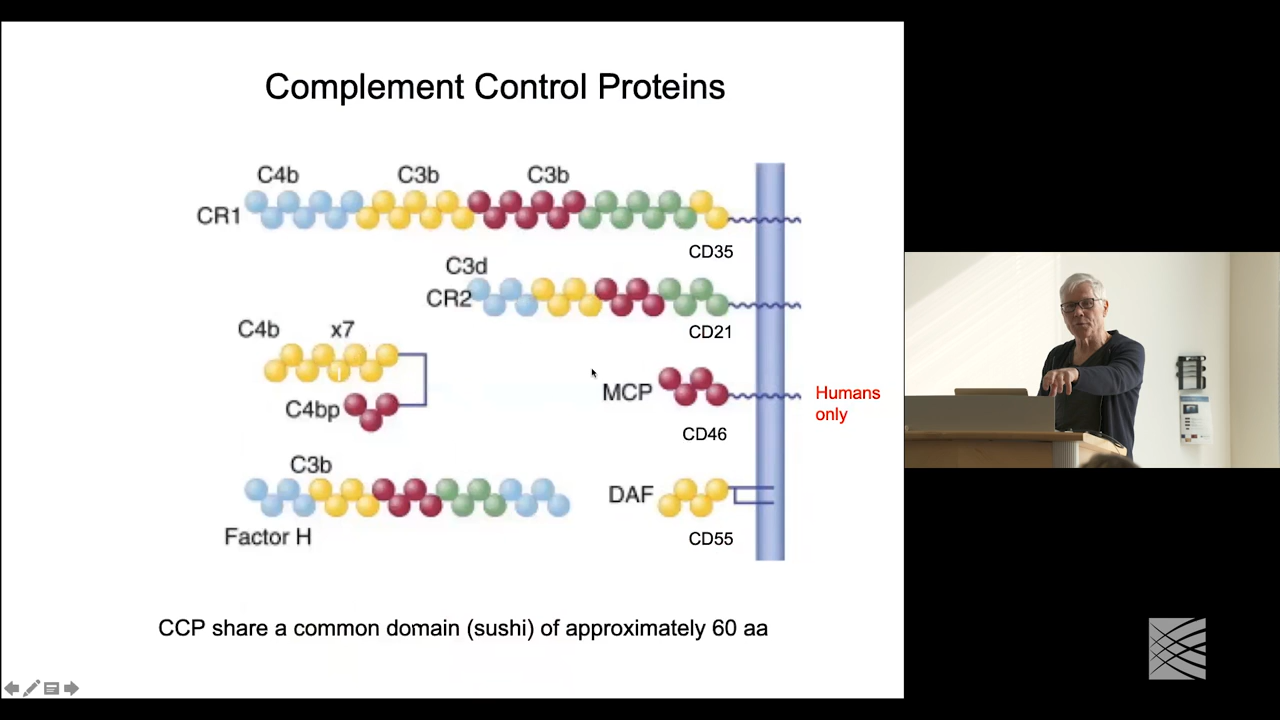 Complement Control Proteins
C4b C3b C3b
CR1
CD35
C3d
CR2
CD21
C4b x7
C4bp
MCP
Humans
only
CD46
C3b
DAF
Factor H
CD55
CCP share a common domain (sushi) of approximately 60 aa